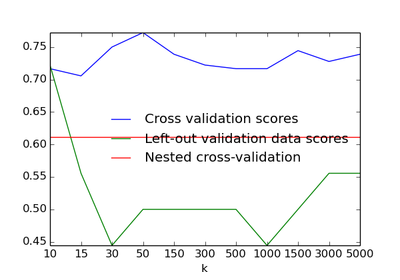 0.75
0.70
0.65
0.60
0.55
0.50
0.45
Cross validation scores
Left-out validation data scores
Nested cross-validation
10 15 30 50 150 300 500 1000 1500 3000 5000
k